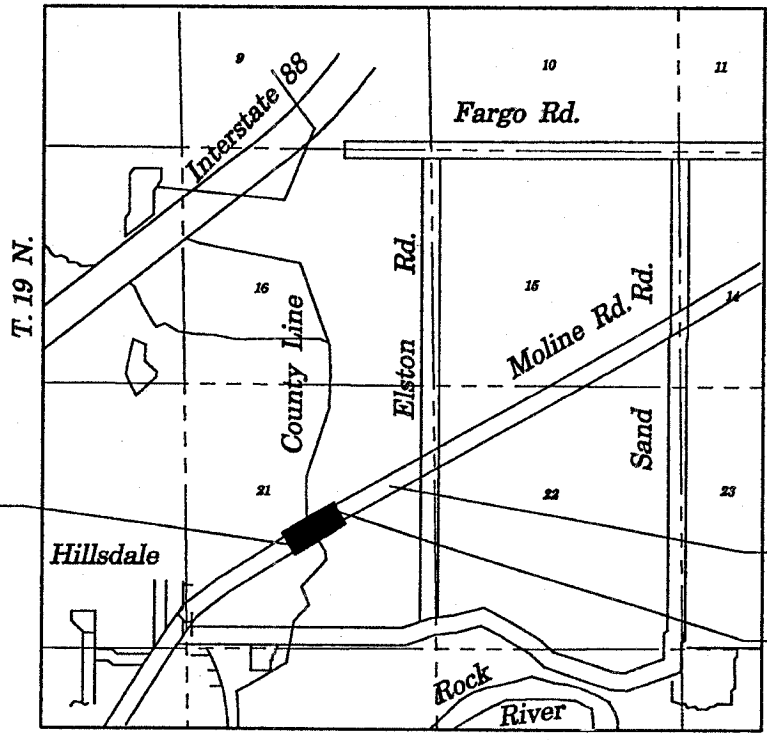 9
10
11
Interstate 88
Fargo Rd.
T. 19 N.
16
County Line
Elston Rd.
15
Moline Rd.
Sand Rd.
14
21
22
23
Hillsdale
Rock
River